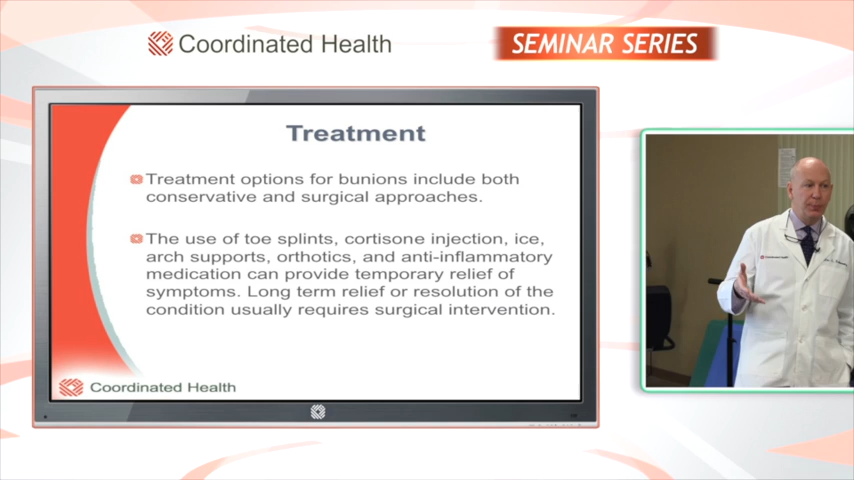 Coordinated Health
SEMINAR SERIES
Treatment
Treatment options for bunions include both
conservative and surgical approaches.
The use of toe splints, cortisone injection, ice,
arch supports, orthotics, and anti-inflammatory
medication can provide temporary relief of
symptoms. Long term relief or resolution of the
condition usually requires surgical intervention.
Coordinated Health